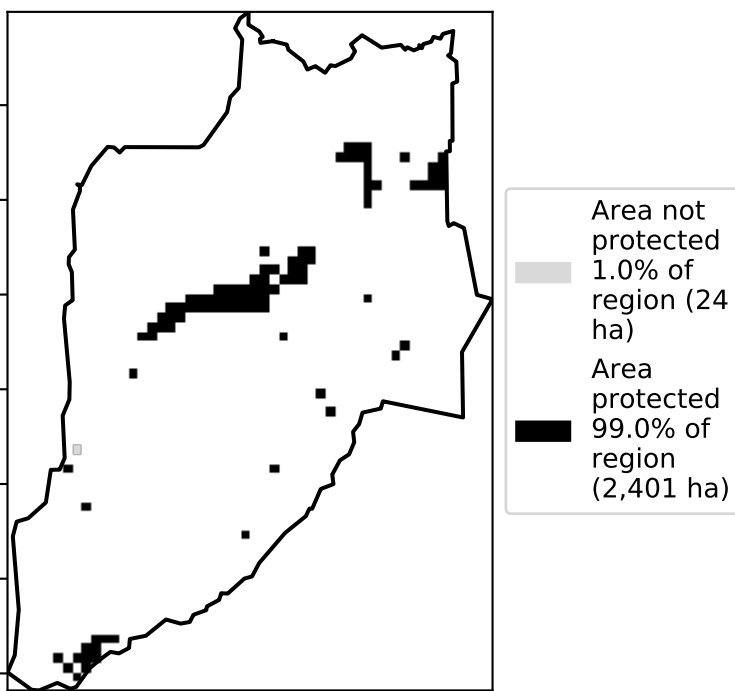 Area not
protected
1.0% of
region (24
ha)
Area
protected
99.0% of
region
(2,401 ha)